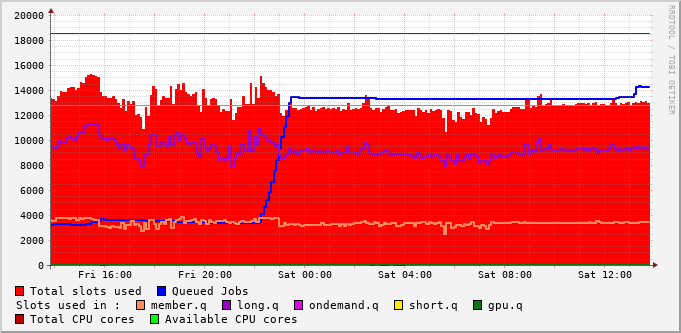 RRDTOOL / TOBI OETIKER
20000
18000
16000
14000
12000
10000
8000
6000
4000
2000
0
Fri 16:00 Fri 20:00 Sat 00:00 Sat 04:00 Sat 08:00 Sat 12:00
Total slots used Queued Jobs
Slots used in : member.q long.q ondemand.q short.q gpu.q
Total CPU cores Available CPU cores